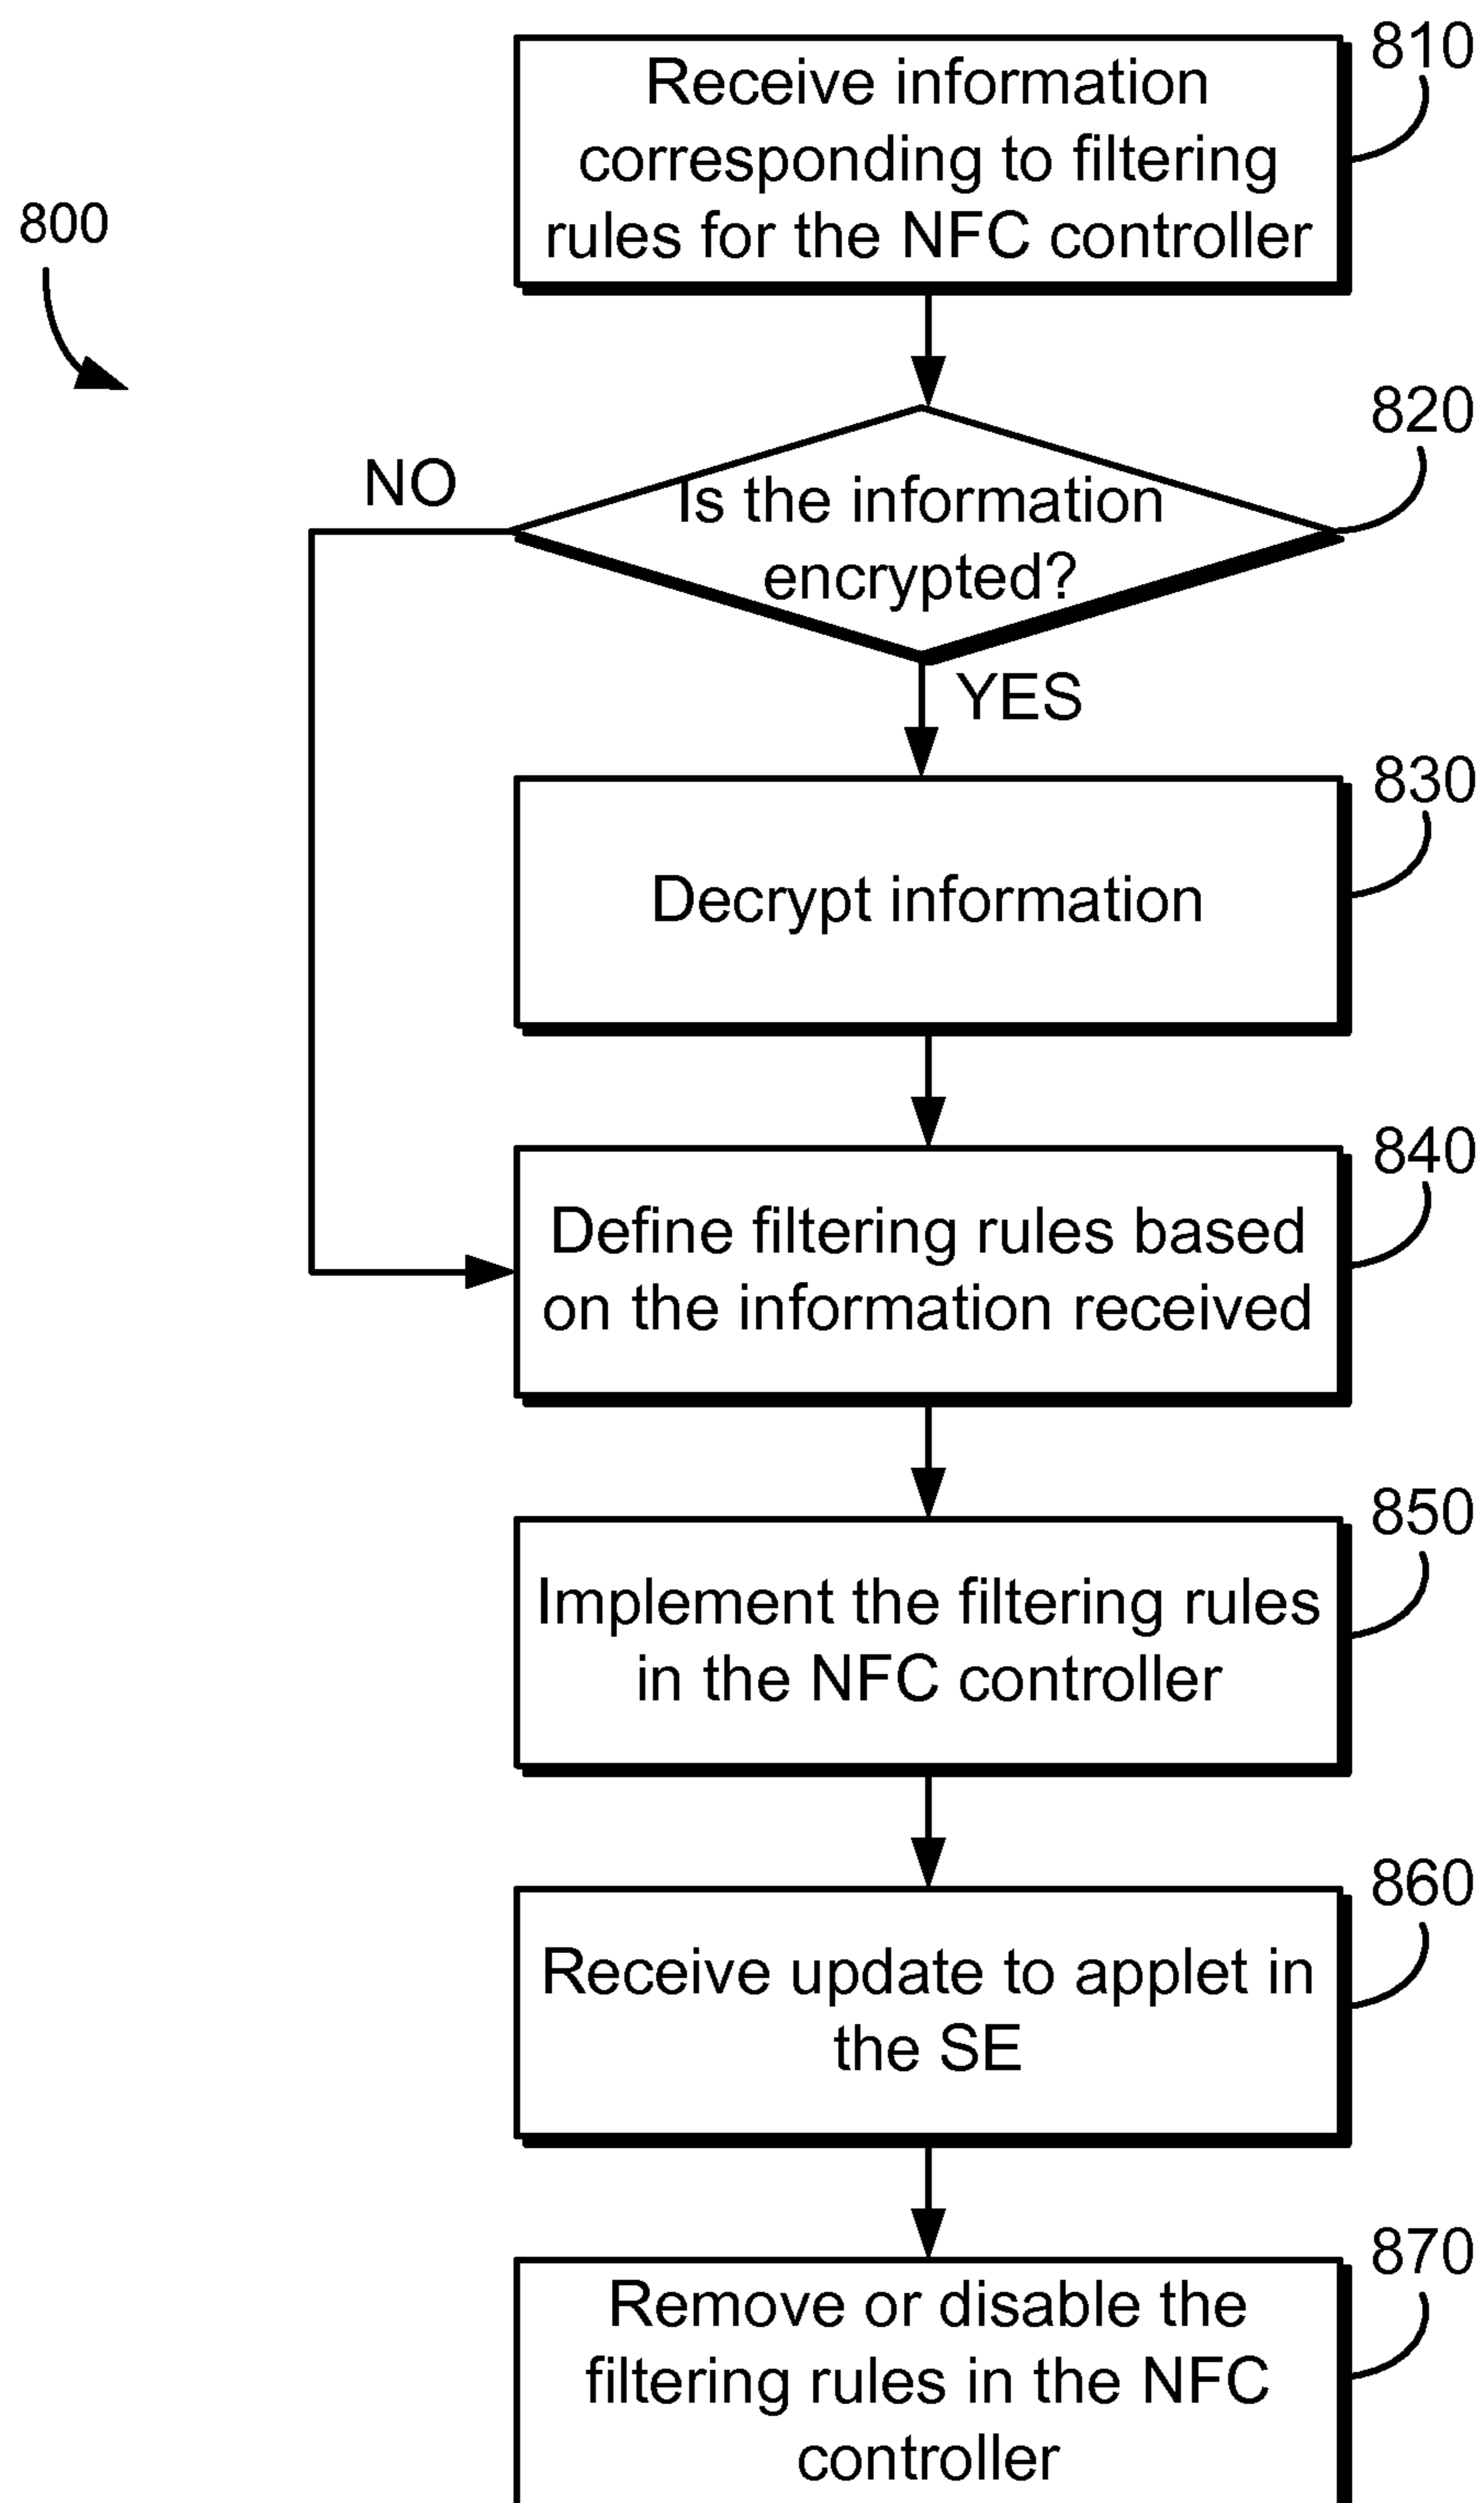 810
Receive information
corresponding to filtering
rules for the NFC controller
800
820
NO
Is the information
encrypted?
YES
830
Decrypt information
840
Define filtering rules based
on the information received
850
Implement the filtering rules
in the NFC controller
860
Receive update to applet in
the SE
870
Remove or disable the
filtering rules in the NFC
controller